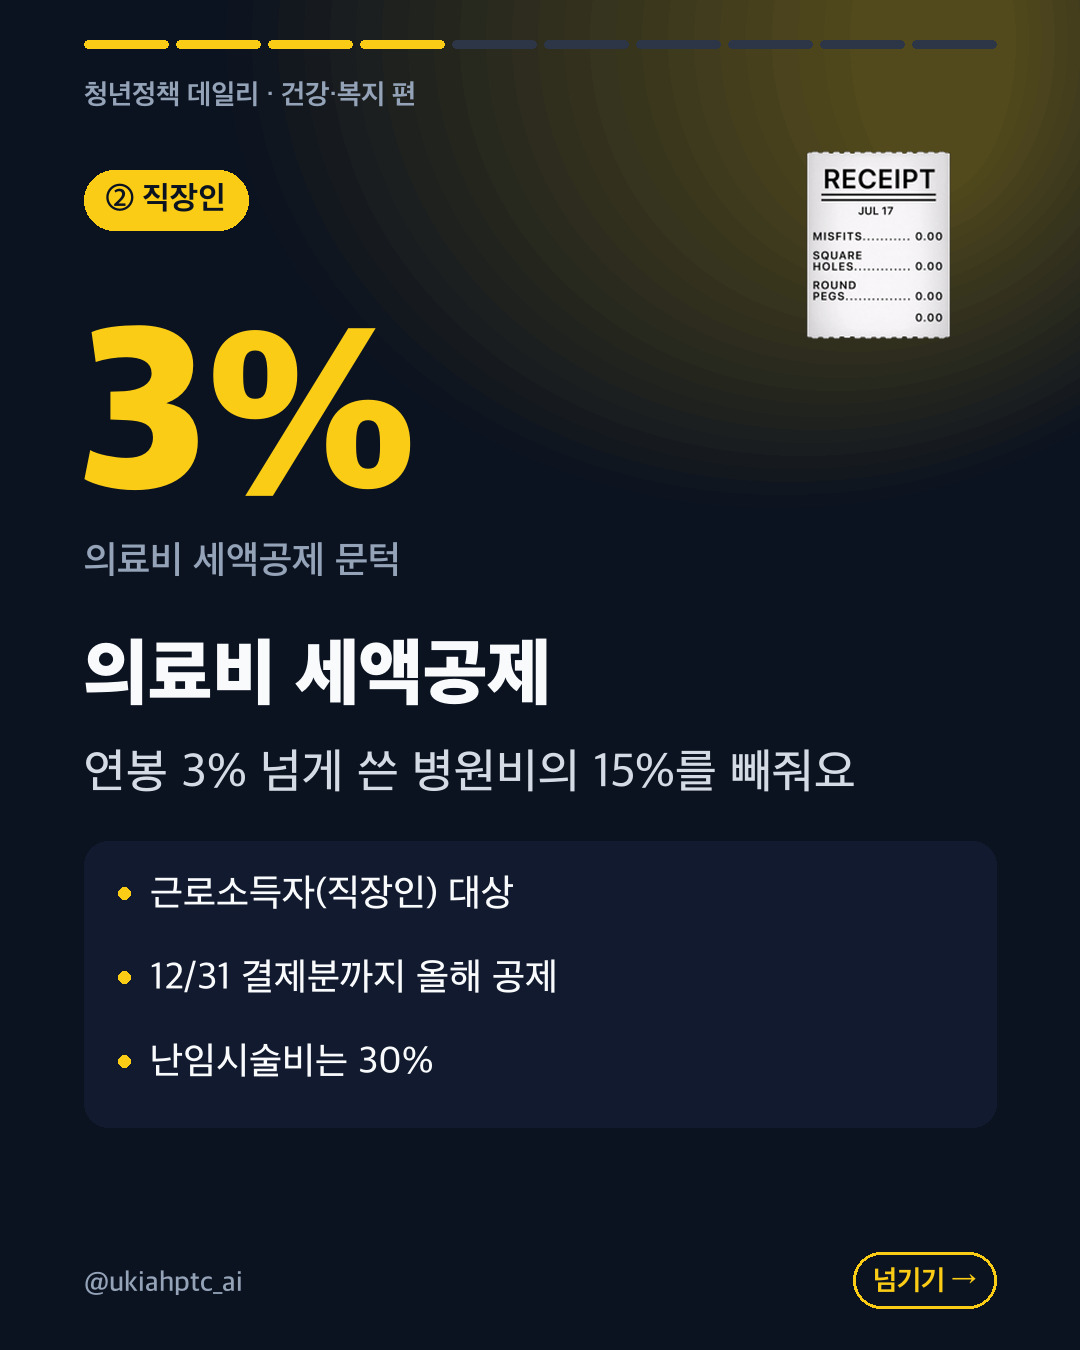 청년정책 데일리 · 건강·복지 편
② 직장인
RECEIPT
JUL 17
MISFITS........... 0.00
SQUARE
HOLES............. 0.00
ROUND
PEGS............... 0.00
0.00
3%
의료비 세액공제 문턱
의료비 세액공제
연봉 3% 넘게 쓴 병원비의 15%를 빼줘요
• 근로소득자(직장인) 대상
• 12/31 결제분까지 올해 공제
• 난임시술비는 30%
@ukiahptc_ai
넘기기 →